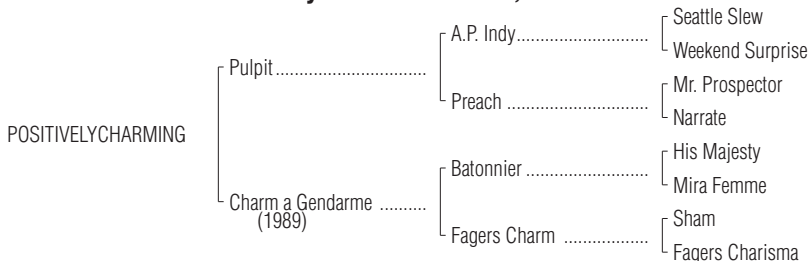 Seattle Slew
A.P. Indy..................................
Weekend Surprise
Pulpit................................
Mr. Prospector
Preach ....................................
Narrate
POSITIVELYCHARMING
His Majesty
Batonnier ................................
Mira Femme
Charm a Gendarme ..........
(1989)
Sham
Fagers Charm ......................
Fagers Charisma